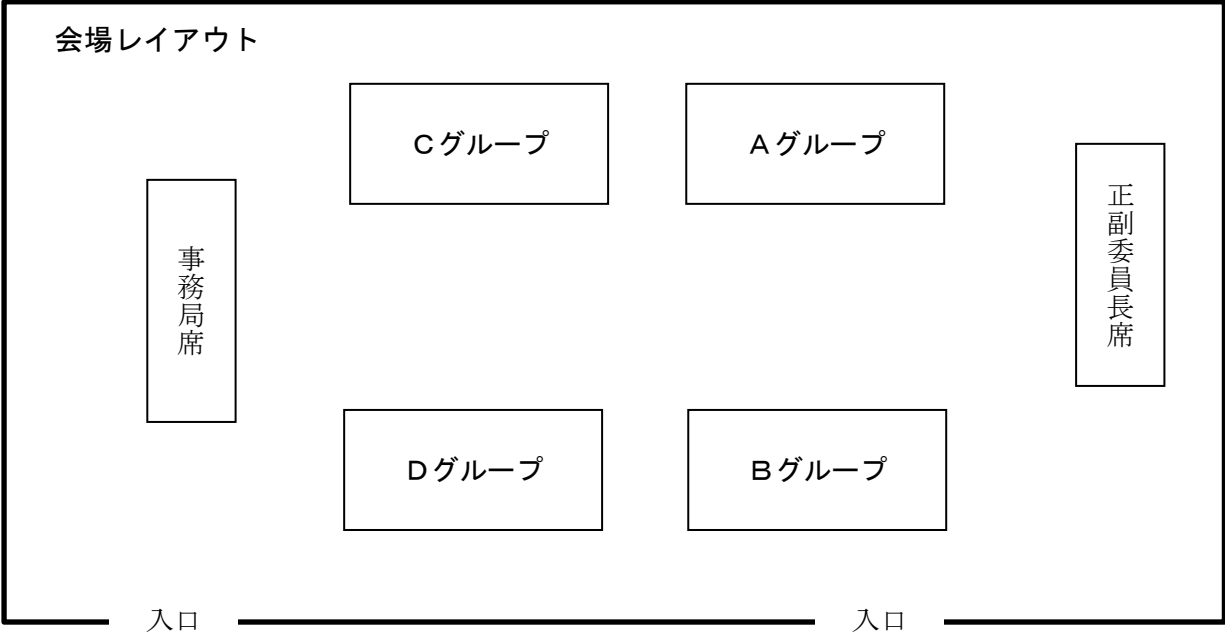 会場レイアウト
Ｃグループ
Ａグループ
正副委員長席
事務局席
Ｄグループ
Ｂグループ
入口
入口